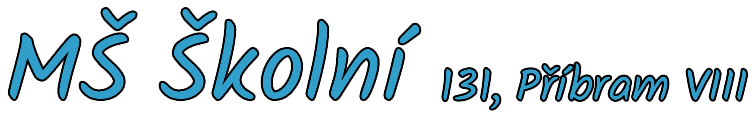 MŠ Školní 131, Příbram VIII